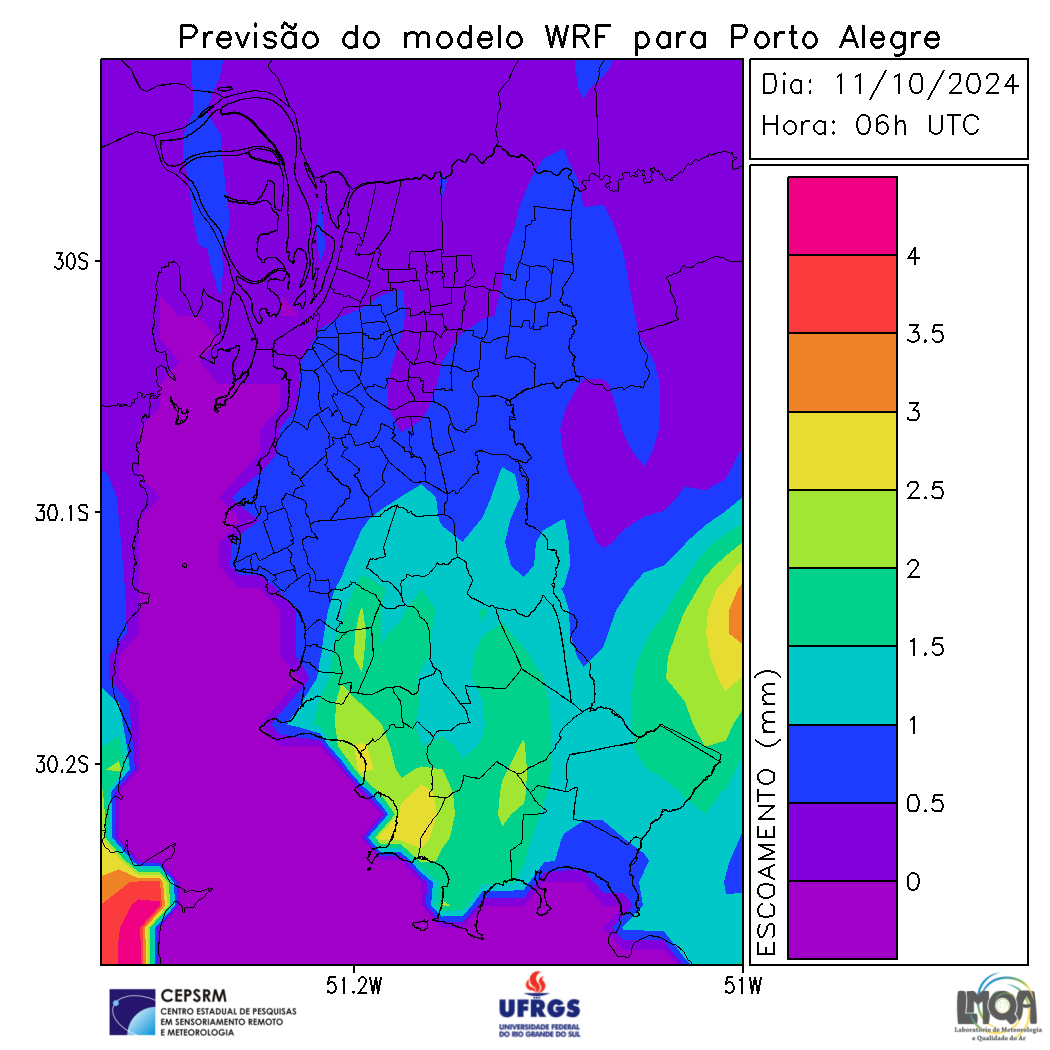 Previsão do modelo WRF para Porto Alegre
Dia: 11/10/2024
Hora: 06h UTC
30S
30.1S
30.2S
51.2W
51W
4
3.5
3
2.5
2
1.5
1
0.5
0
ESCOAMENTO (mm)
CEPSRM
CENTRO ESTADUAL DE PESQUISAS
EM SENSORIAMENTO REMOTO
E METEOROLOGIA
UFRGS
UNIVERSIDADE FEDERAL
DO RIO GRANDE DO SUL
LMQA
Laboratório de Meteorologia
e Qualidade do Ar